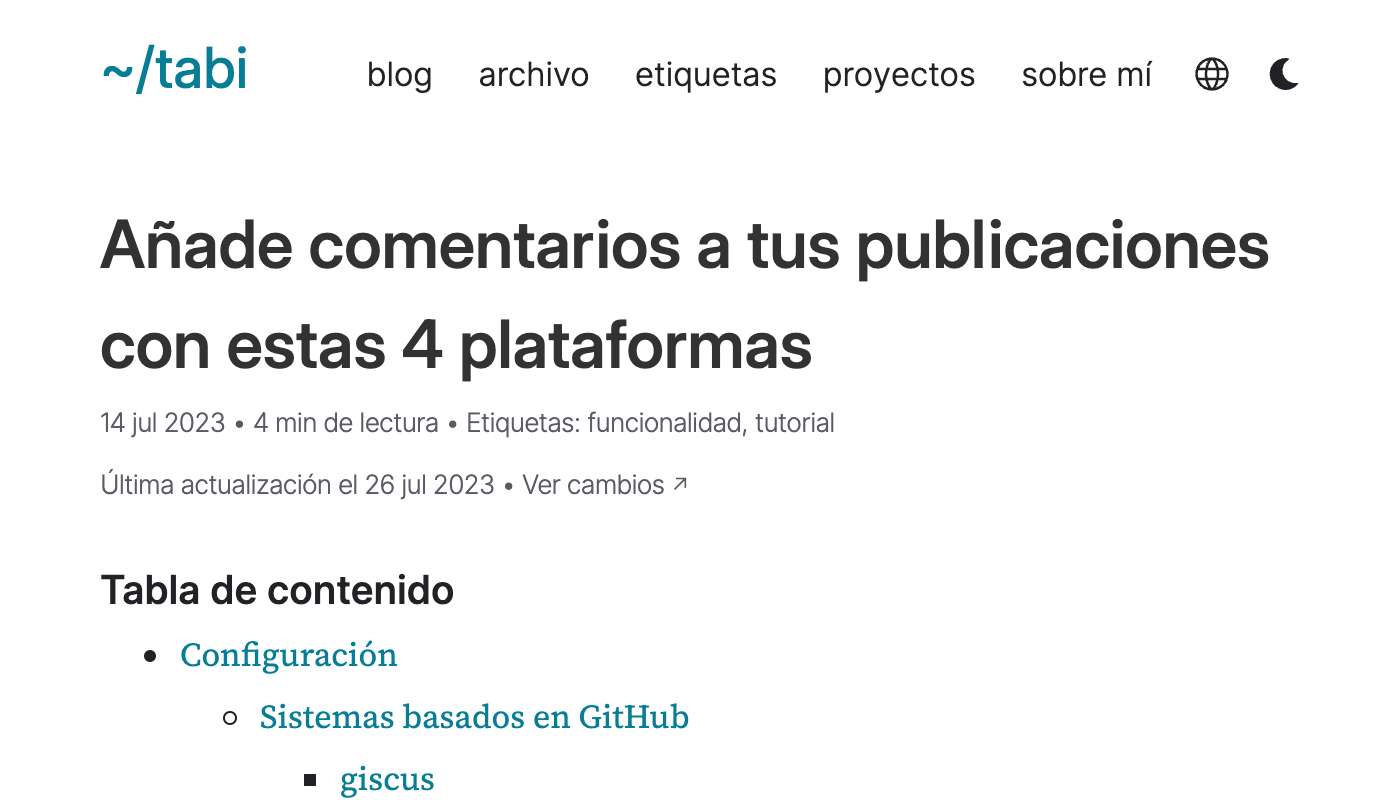 ~/tabi blog archivo etiquetas proyectos sobre mí
Añade comentarios a tus publicaciones
con estas 4 plataformas
14 jul 2023 • 4 min de lectura • Etiquetas: funcionalidad, tutorial
Última actualización el 26 jul 2023 • Ver cambios ↗
Tabla de contenido
Configuración
Sistemas basados en GitHub
giscus